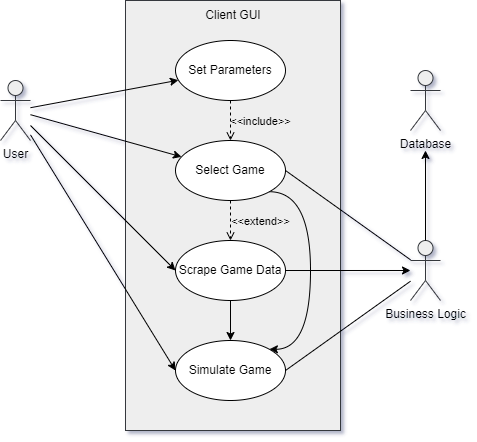 Client GUI
Set Parameters
<<include>>
User
Database
Select Game
<<extend>>
Scrape Game Data
Business Logic
Simulate Game